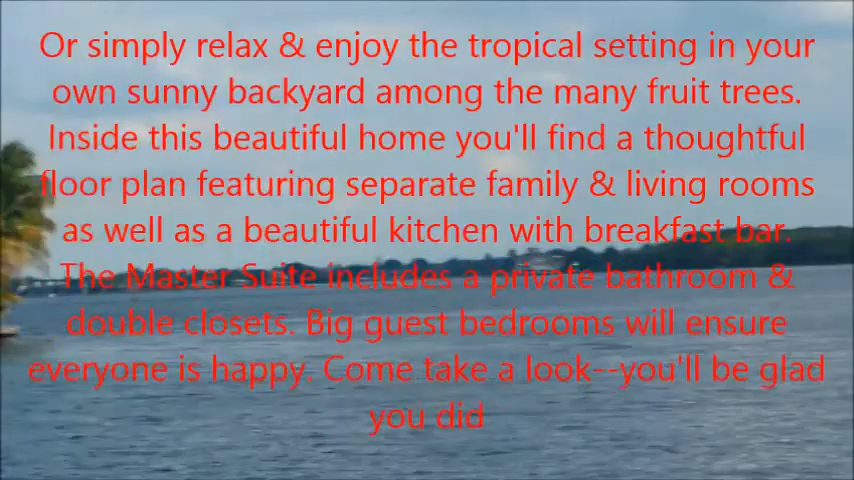 Or simply relax & enjoy the tropical setting in your
own sunny backyard among the many fruit trees.
Inside this beautiful home you'll find a thoughtful
floor plan featuring separate family & living rooms
as well as a beautiful kitchen with breakfast bar.
The Master Suite includes a private bathroom &
double closets. Big guest bedrooms will ensure
everyone is happy. Come take a look--you'll be glad
you did